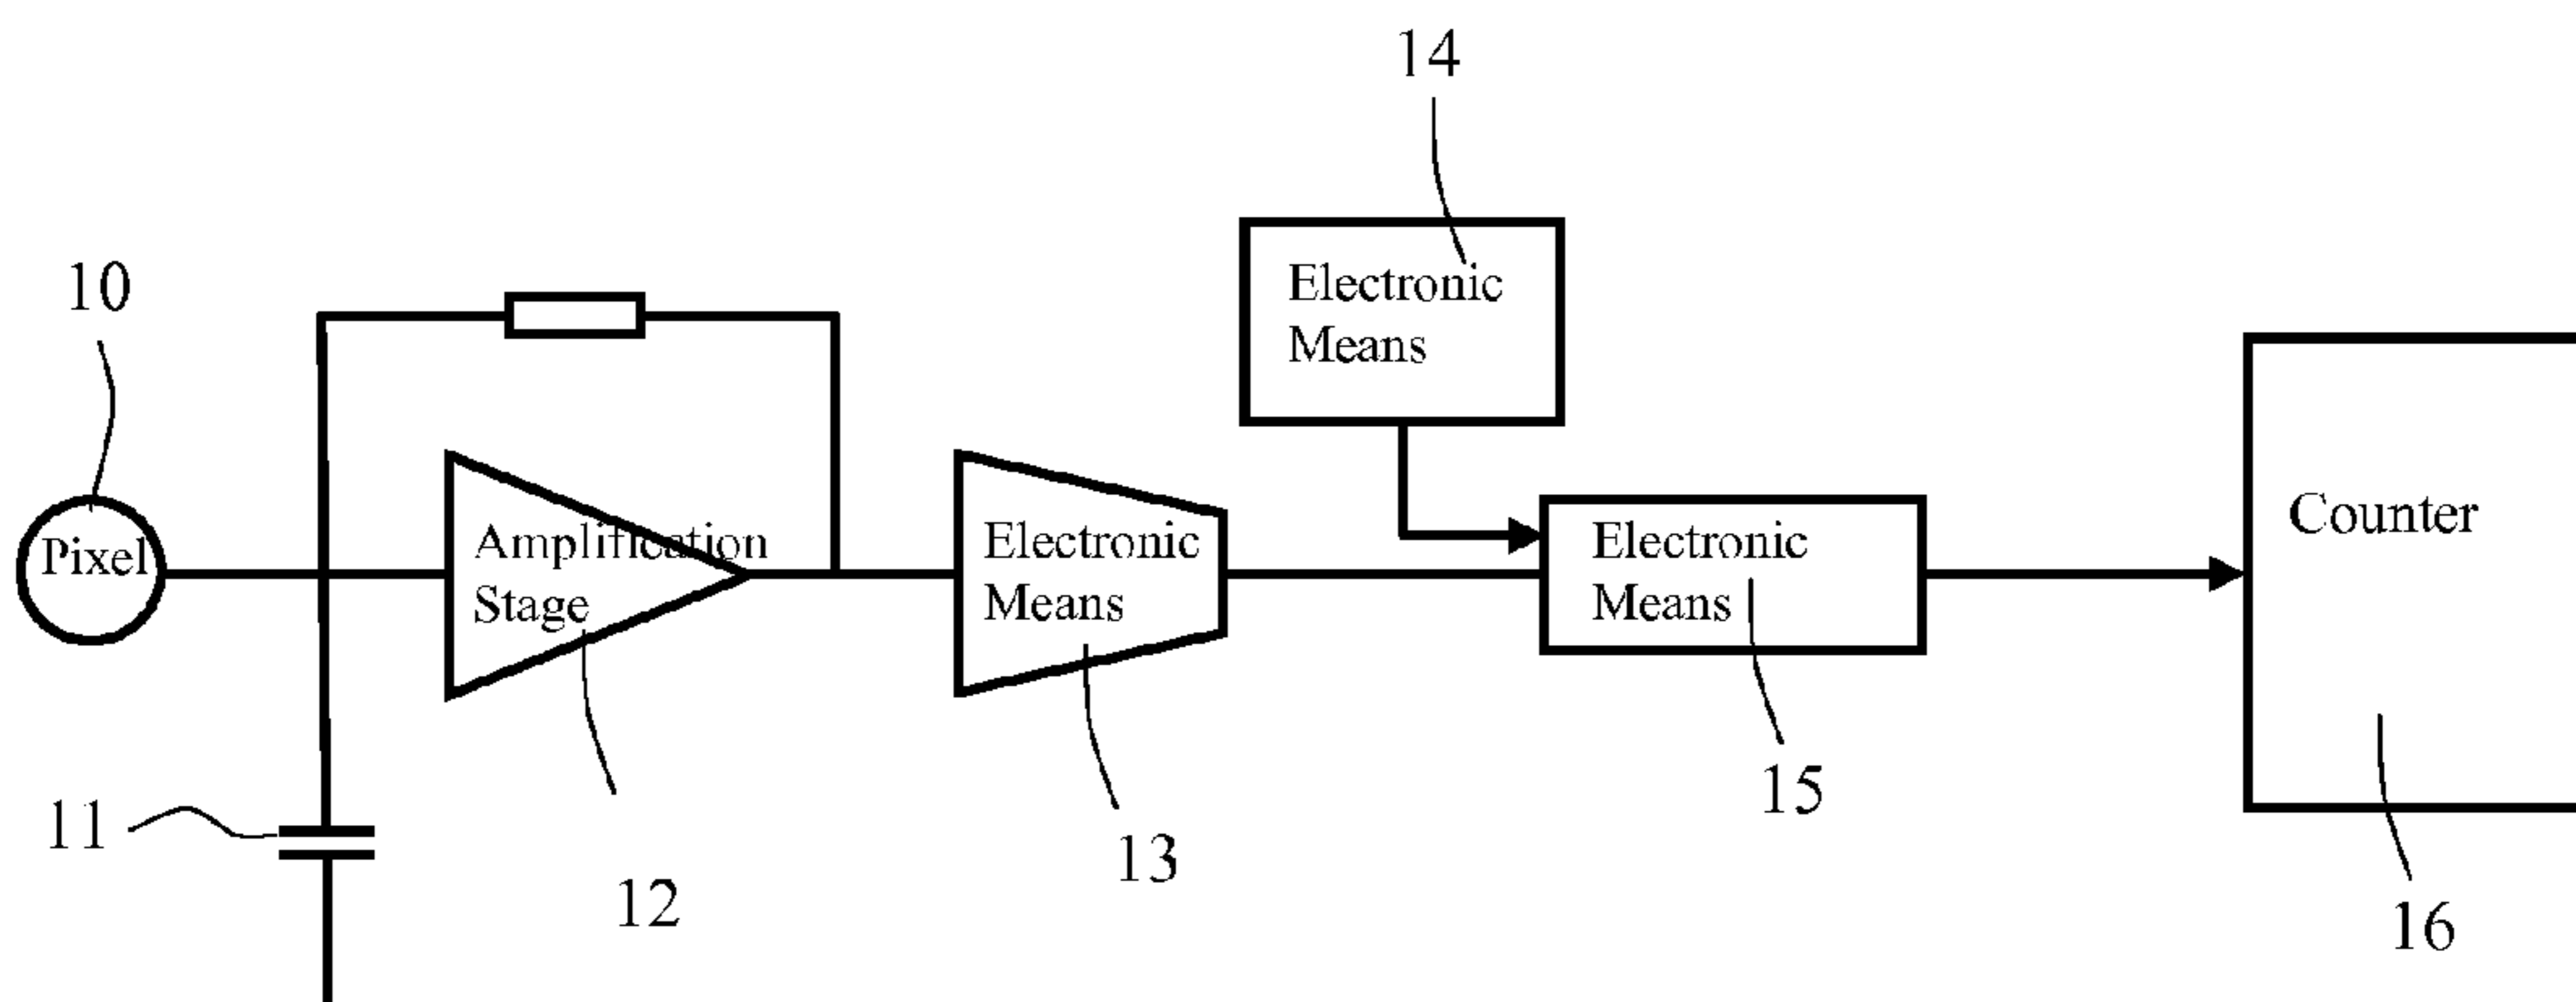 14
10
Electronic
Means
Pixel
Amplification
Stage
Electronic
Means
Electronic
Means
Counter
11
12
13
15
16